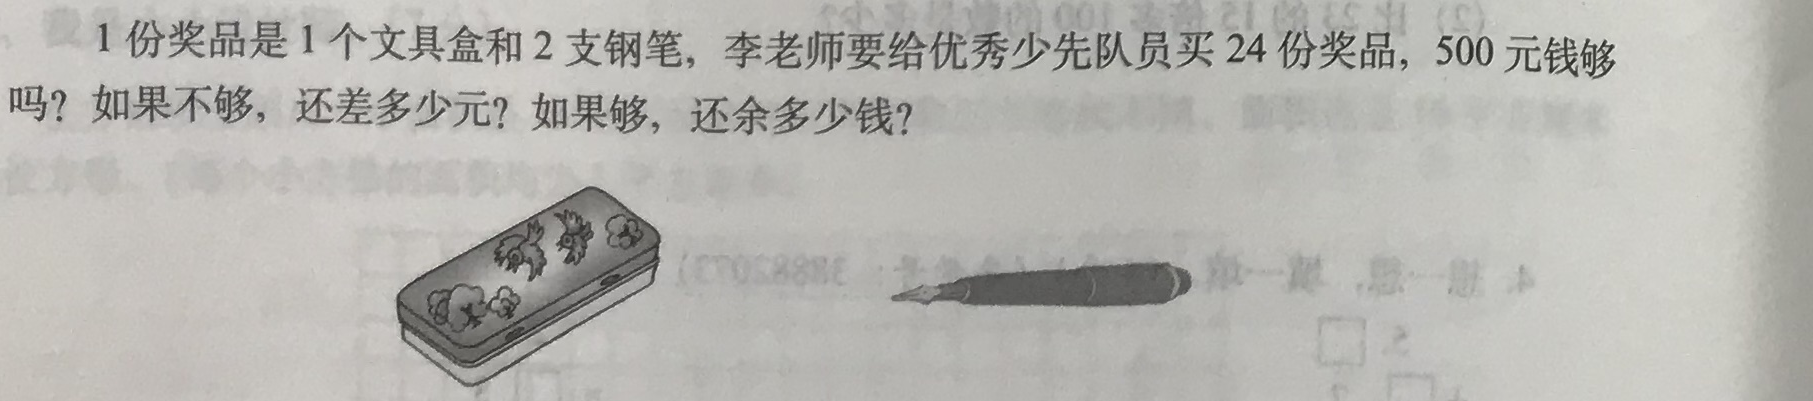 1 份奖品是 1 个文具盒和 2 支钢笔，李老师要给优秀少先队员买 24 份奖品，500 元钱够
吗？如果不够，还差多少元？如果够，还余多少钱？